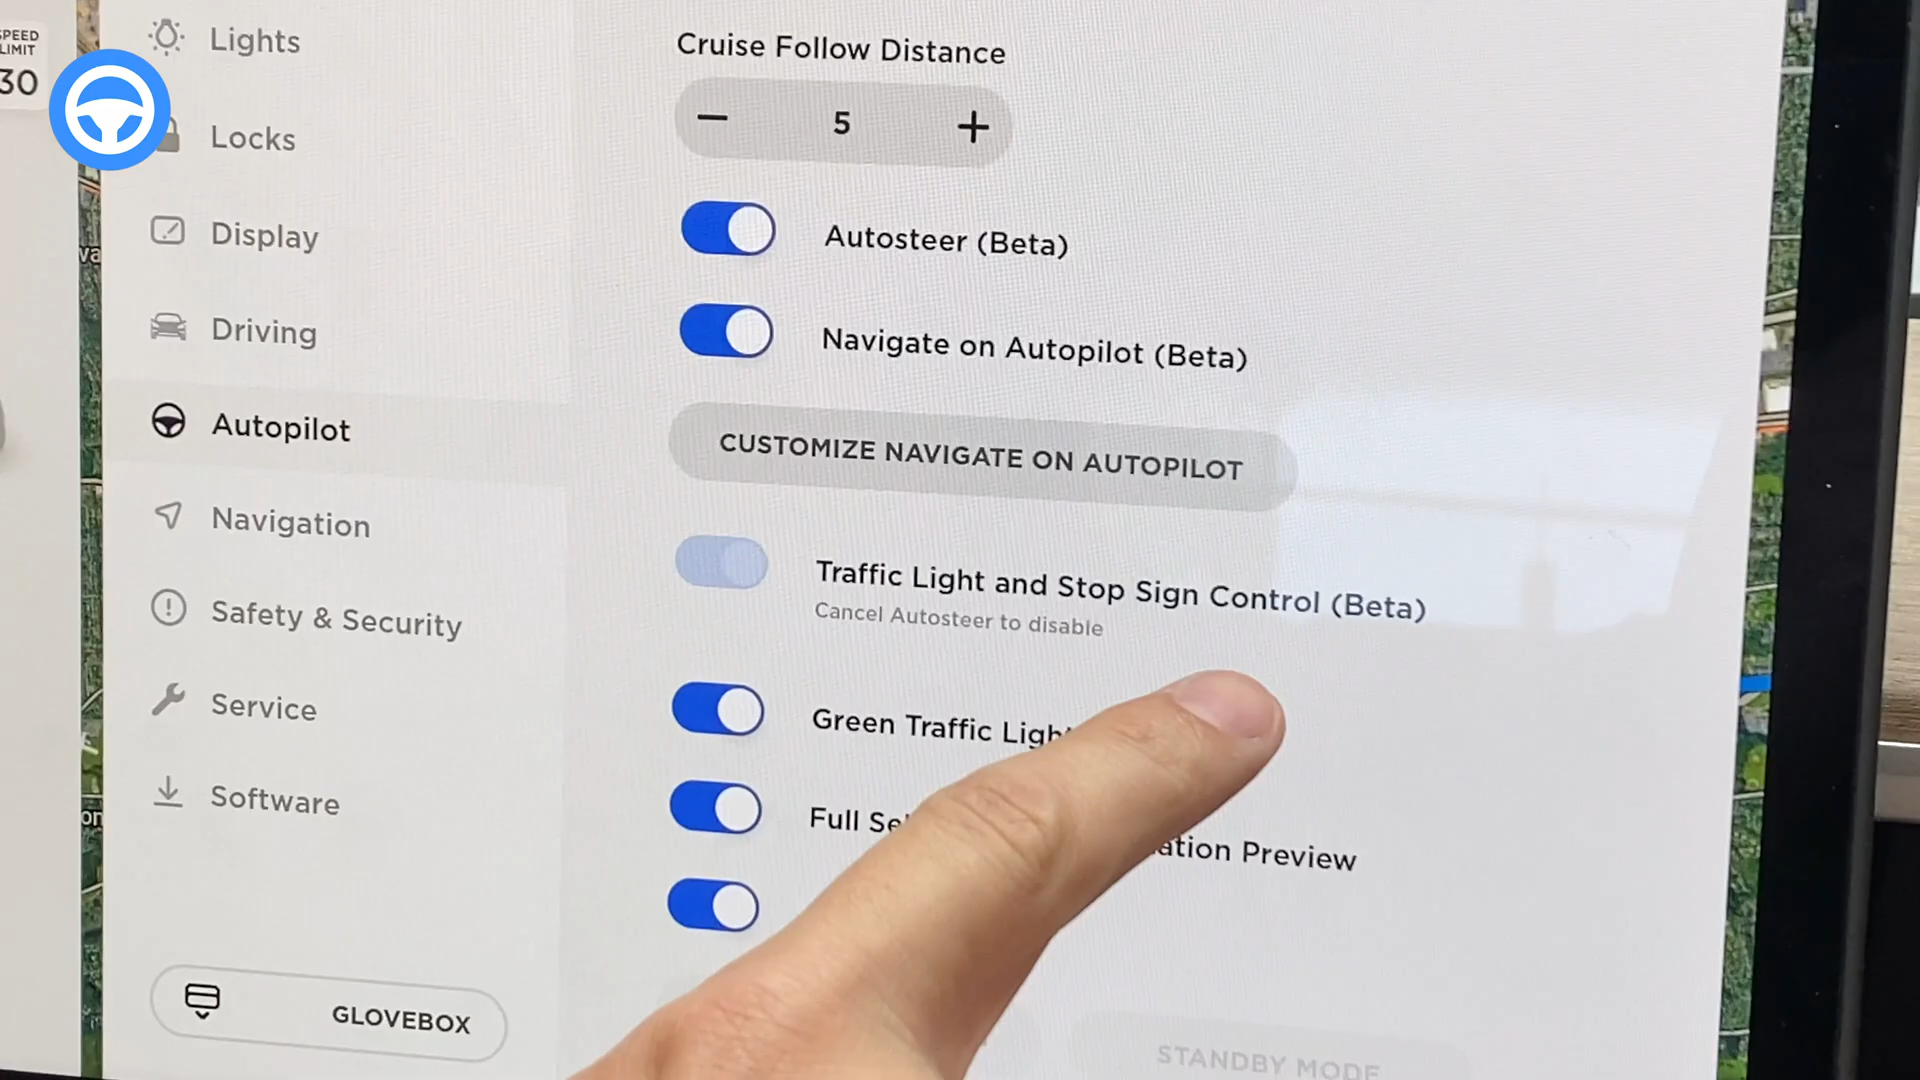 SPEED
LIMIT
30
Lights
Locks
Display
Driving
Autopilot
Navigation
Safety & Security
Service
Software
GLOVEBOX
Cruise Follow Distance
− 5 +
Autosteer (Beta)
Navigate on Autopilot (Beta)
CUSTOMIZE NAVIGATE ON AUTOPILOT
Traffic Light and Stop Sign Control (Beta)
Cancel Autosteer to disable
Green Traffic Light
Full ation Preview
STANDBY MODE